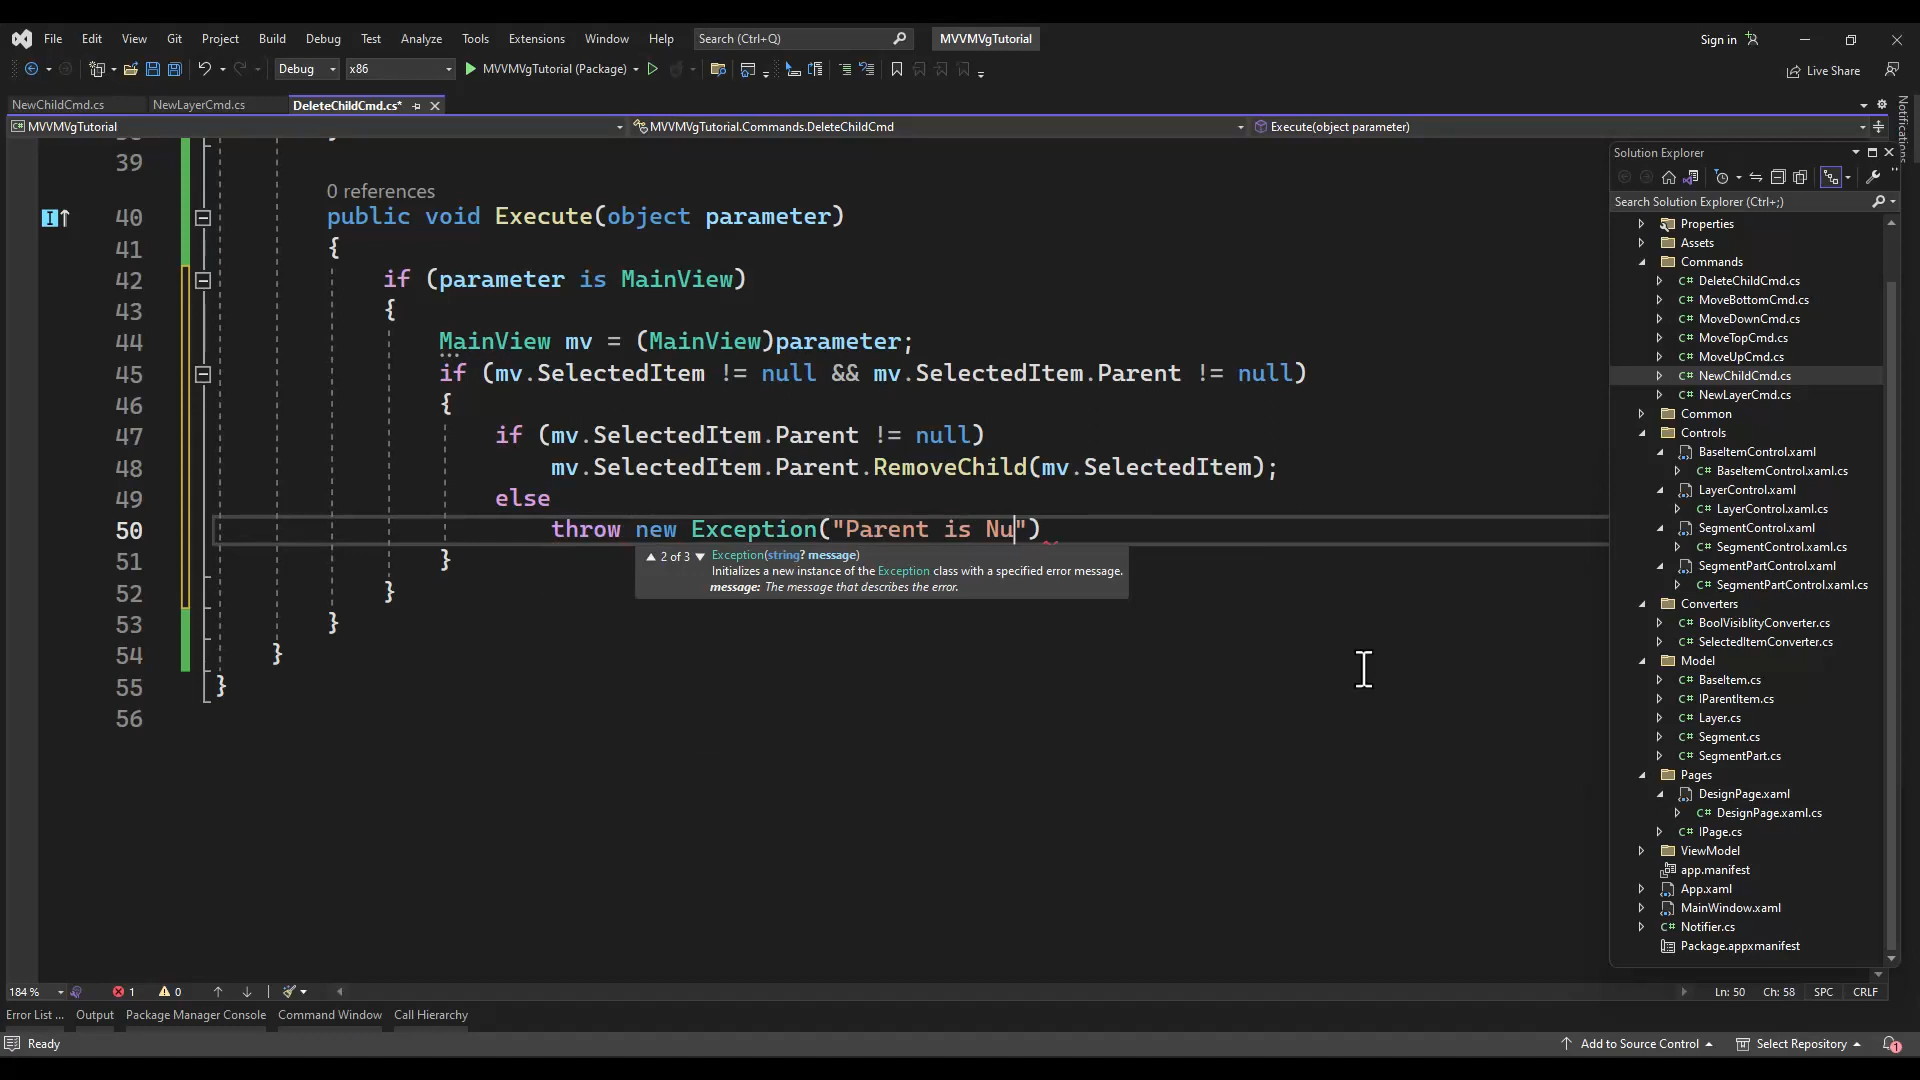 File Edit View Git Project Build Debug Test Analyze Tools Extensions Window Help Search (Ctrl+Q) MVVMVgTutorial Sign in
Debug x86 MVVMVgTutorial (Package) Live Share
NewChildCmd.cs NewLayerCmd.cs DeleteChildCmd.cs*
MVVMVgTutorial MVVMVgTutorial.Commands.DeleteChildCmd Execute(object parameter)
Notifications
39
0 references
40 public void Execute(object parameter)
41 {
42 if (parameter is MainView)
43 {
44 MainView mv = (MainView)parameter;
45 if (mv.SelectedItem != null && mv.SelectedItem.Parent != null)
46 {
47 if (mv.SelectedItem.Parent != null)
48 mv.SelectedItem.Parent.RemoveChild(mv.SelectedItem);
49 else
50 throw new Exception("Parent is Nu")
▲ 2 of 3 ▼ Exception(string? message)
Initializes a new instance of the Exception class with a specified error message.
message: The message that describes the error.
51 }
52 }
53 }
54 }
55 }
56
Solution Explorer
Search Solution Explorer (Ctrl+;)
Properties
Assets
Commands
C# DeleteChildCmd.cs
C# MoveBottomCmd.cs
C# MoveDownCmd.cs
C# MoveTopCmd.cs
C# MoveUpCmd.cs
C# NewChildCmd.cs
C# NewLayerCmd.cs
Common
Controls
BaseItemControl.xaml
C# BaseItemControl.xaml.cs
LayerControl.xaml
C# LayerControl.xaml.cs
SegmentControl.xaml
C# SegmentControl.xaml.cs
SegmentPartControl.xaml
C# SegmentPartControl.xaml.cs
Converters
C# BoolVisiblityConverter.cs
C# SelectedItemConverter.cs
Model
C# BaseItem.cs
C# IParentItem.cs
C# Layer.cs
C# Segment.cs
C# SegmentPart.cs
Pages
DesignPage.xaml
C# DesignPage.xaml.cs
C# IPage.cs
ViewModel
app.manifest
App.xaml
MainWindow.xaml
C# Notifier.cs
Package.appxmanifest
184 % 1 0 Ln: 50 Ch: 58 SPC CRLF
Error List ... Output Package Manager Console Command Window Call Hierarchy
Ready Add to Source Control Select Repository 1